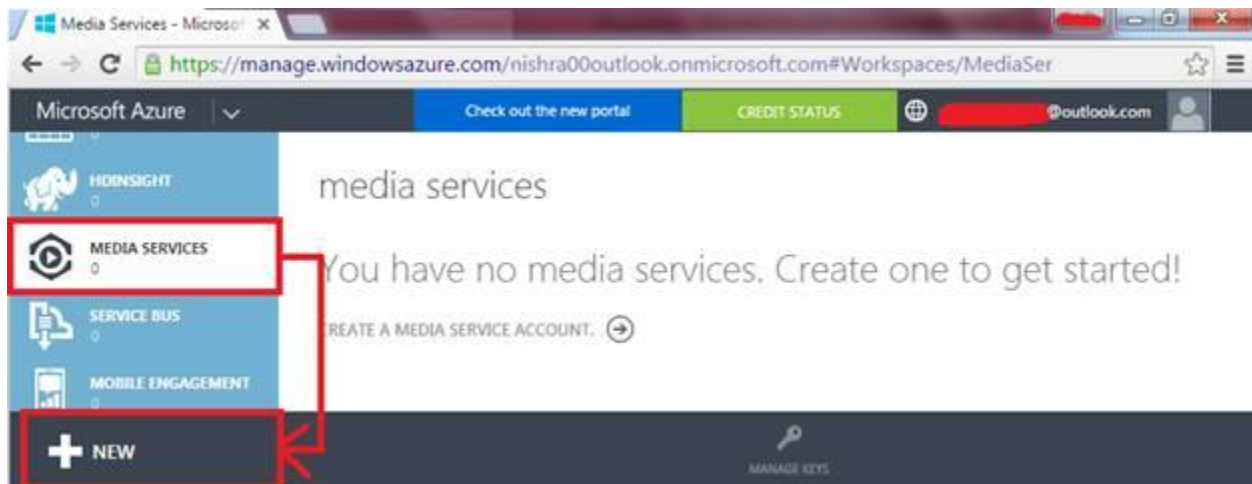 Media Services - Microsof
https://manage.windowsazure.com/nishra00outlook.onmicrosoft.com#Workspaces/MediaSer
Microsoft Azure
Check out the new portal
CREDIT STATUS
@outlook.com
0
HDINSIGHT
0
MEDIA SERVICES
0
SERVICE BUS
0
MOBILE ENGAGEMENT
0
media services
You have no media services. Create one to get started!
CREATE A MEDIA SERVICE ACCOUNT.
NEW
MANAGE KEYS